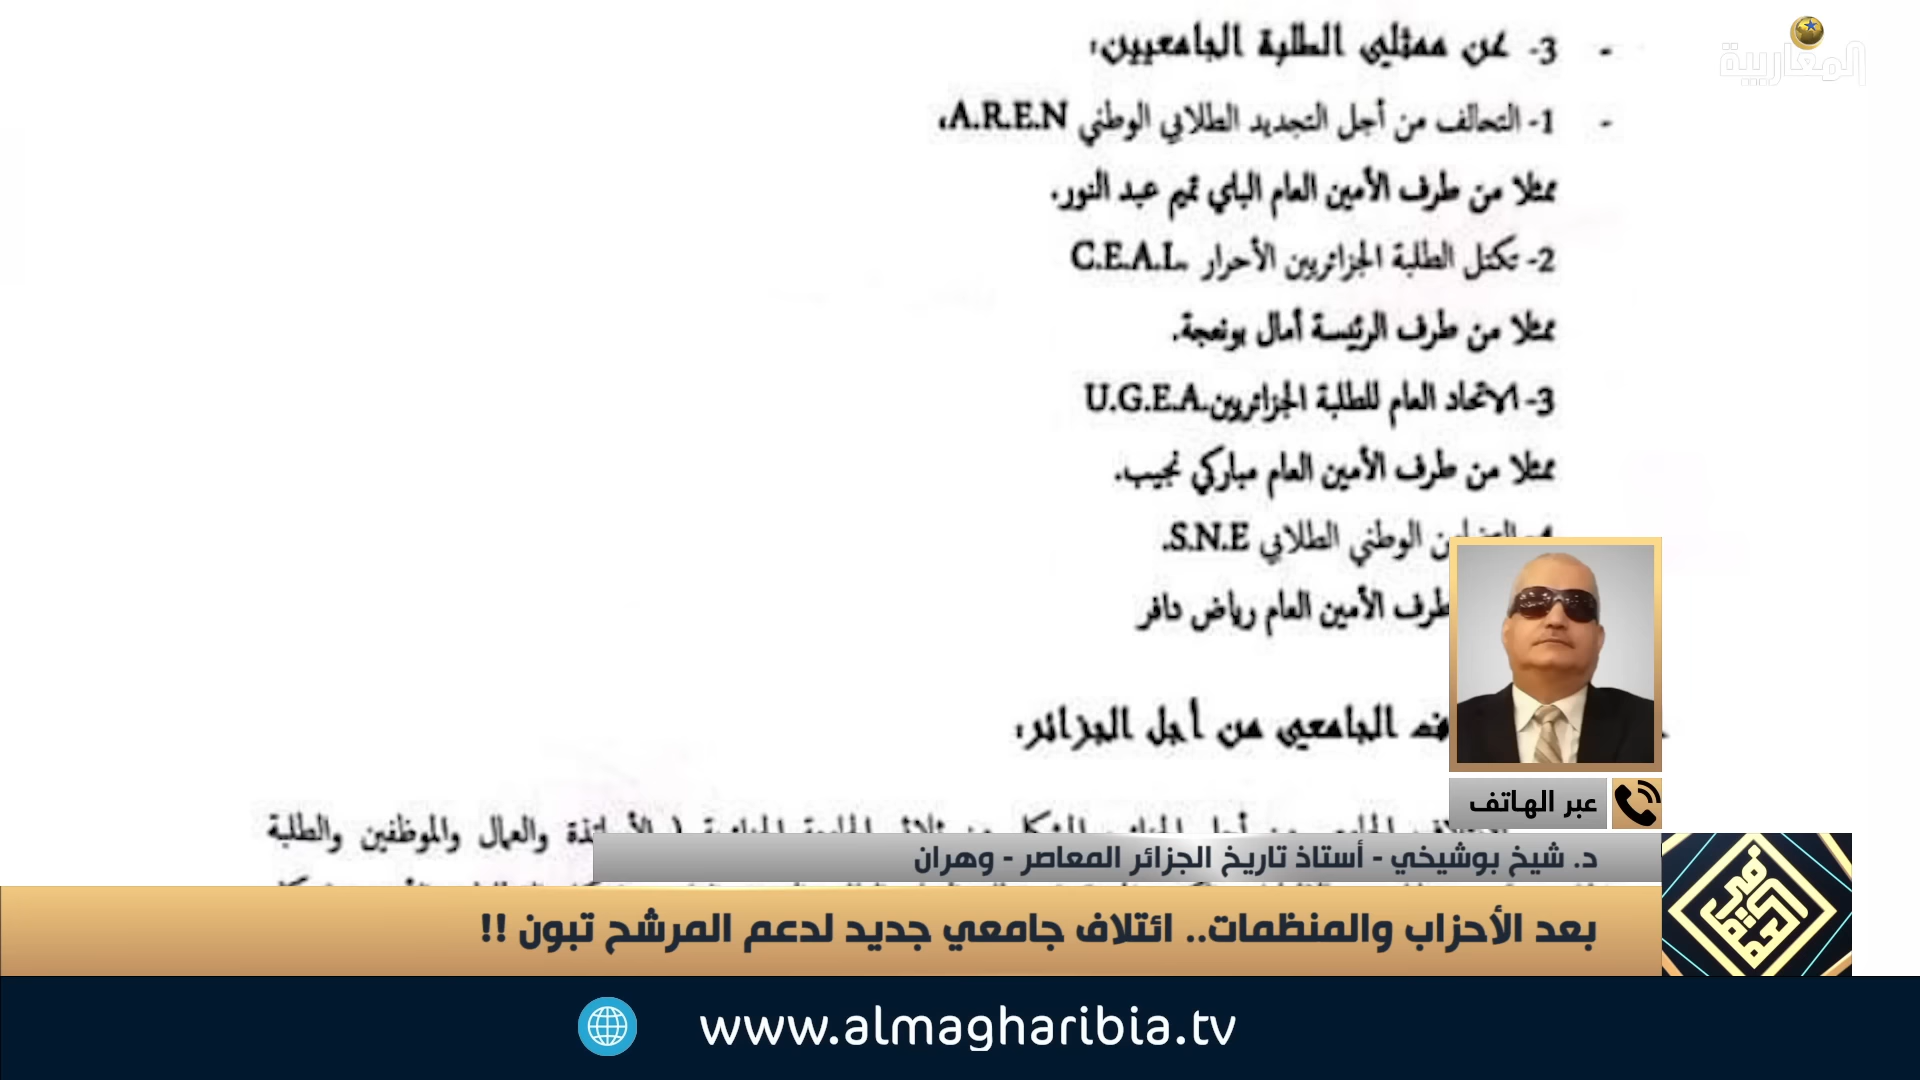 المغاربية
- 3- عن ممثلي الطلبة الجامعيين:
- 1- التحالف من أجل التجديد الطلابي الوطني A.R.E.N،
ممثلا من طرف الأمين العام الباي تميم عبد النور.
2- تكتل الطلبة الجزائريين الأحرار C.E.A.L.
ممثلا من طرف الرئيسة أمال بونعجة.
3- الاتحاد العام للطلبة الجزائريين.U.G.E.A
ممثلا من طرف الأمين العام مباركي نجيب.
الوطني الطلابي S.N.E.
طرف الأمين العام رياض دافر
الجامعي من أجل الجزائر:
والعمال والموظفين والطلبة
عبر الهاتف
د. شيخ بوشيخي - أستاذ تاريخ الجزائر المعاصر - وهران
بعد الأحزاب والمنظمات.. ائتلاف جامعي جديد لدعم المرشح تبون !!
www.almagharibia.tv